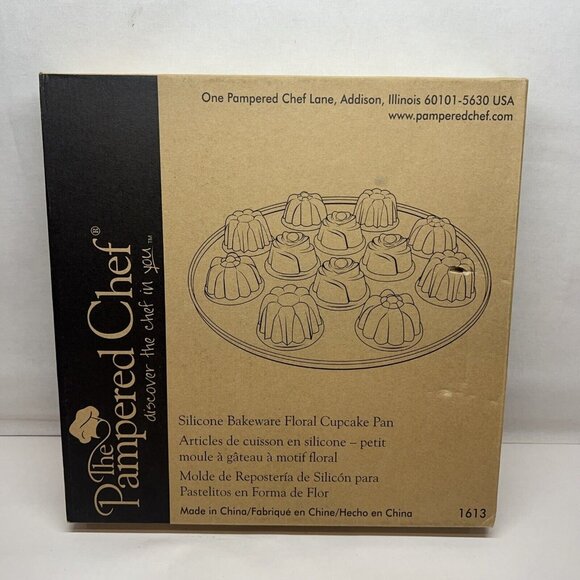 One Pampered Chef Lane, Addison, Illinois 60101-5630 USA
www.pamperedchef.com
The
Pampered Chef®
discover the chef in you.™
Silicone Bakeware Floral Cupcake Pan
Articles de cuisson en silicone – petit
moule à gâteau à motif floral
Molde de Repostería de Silicón para
Pastelitos en Forma de Flor
Made in China/Fabriqué en Chine/Hecho en China
1613